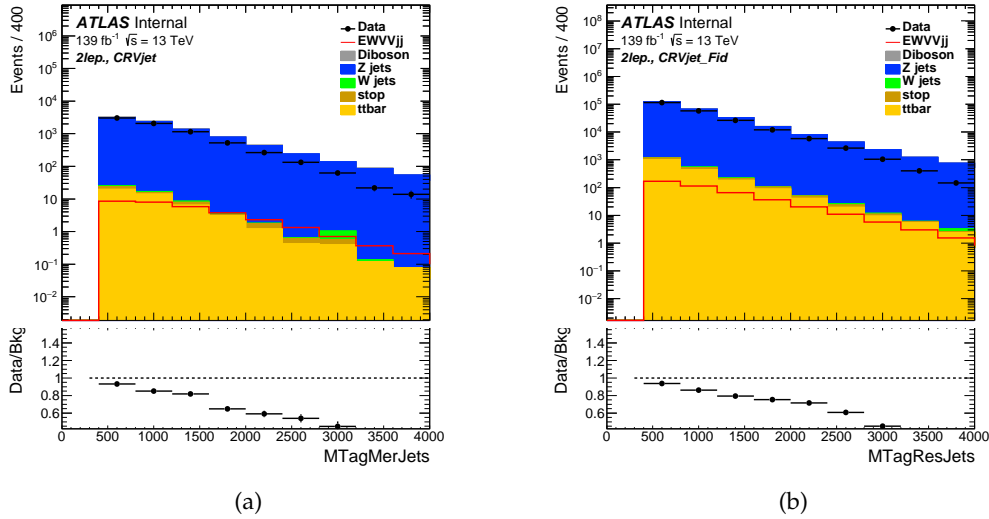 ATLAS Internal
139 fb⁻¹ √s = 13 TeV
2lep., CRVjet
Data
EWVVjj
Diboson
Z jets
W jets
stop
ttbar
Events / 400
10⁶
10⁵
10⁴
10³
10²
10
1
10⁻¹
10⁻²
Data/Bkg
1.4
1.2
1
0.8
0.6
0 500 1000 1500 2000 2500 3000 3500 4000
MTagMerJets
(a)
ATLAS Internal
139 fb⁻¹ √s = 13 TeV
2lep., CRVjet_Fid
Data
EWVVjj
Diboson
Z jets
W jets
stop
ttbar
Events / 400
10⁸
10⁷
10⁶
10⁵
10⁴
10³
10²
10
1
10⁻¹
10⁻²
Data/Bkg
1.4
1.2
1
0.8
0.6
0 500 1000 1500 2000 2500 3000 3500 4000
MTagResJets
(b)